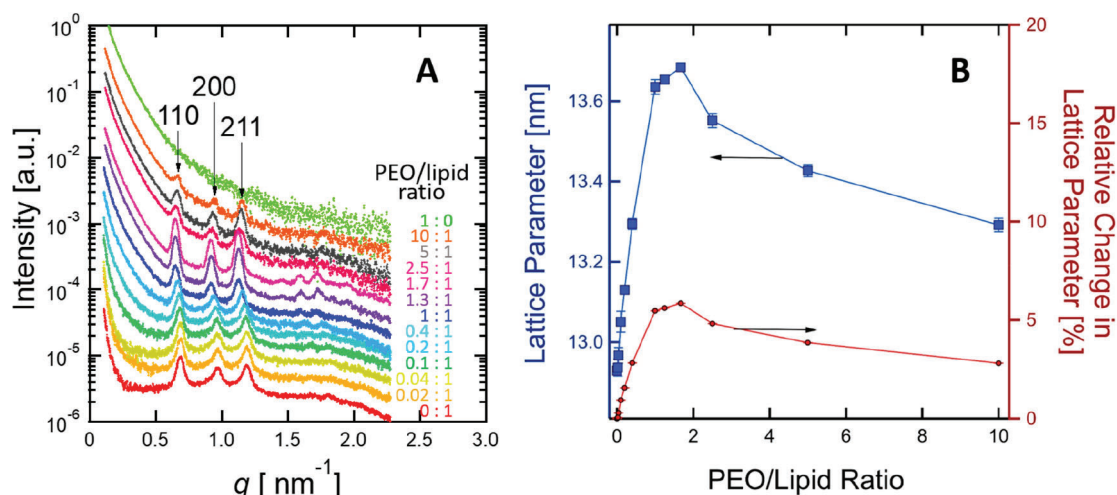 A
10⁰
10⁻¹
10⁻²
10⁻³
10⁻⁴
10⁻⁵
10⁻⁶
Intensity [a.u.]
110
200
211
PEO/lipid
ratio
1 : 0
10 : 1
5 : 1
2.5 : 1
1.7 : 1
1.3 : 1
1 : 1
0.4 : 1
0.2 : 1
0.1 : 1
0.04 : 1
0.02 : 1
0 : 1
0 0.5 1.0 1.5 2.0 2.5 3.0
q [ nm⁻¹]
B
Lattice Parameter [nm]
13.6
13.4
13.2
13.0
20
15
10
5
0
Relative Change in
Lattice Parameter [%]
0 2 4 6 8 10
PEO/Lipid Ratio